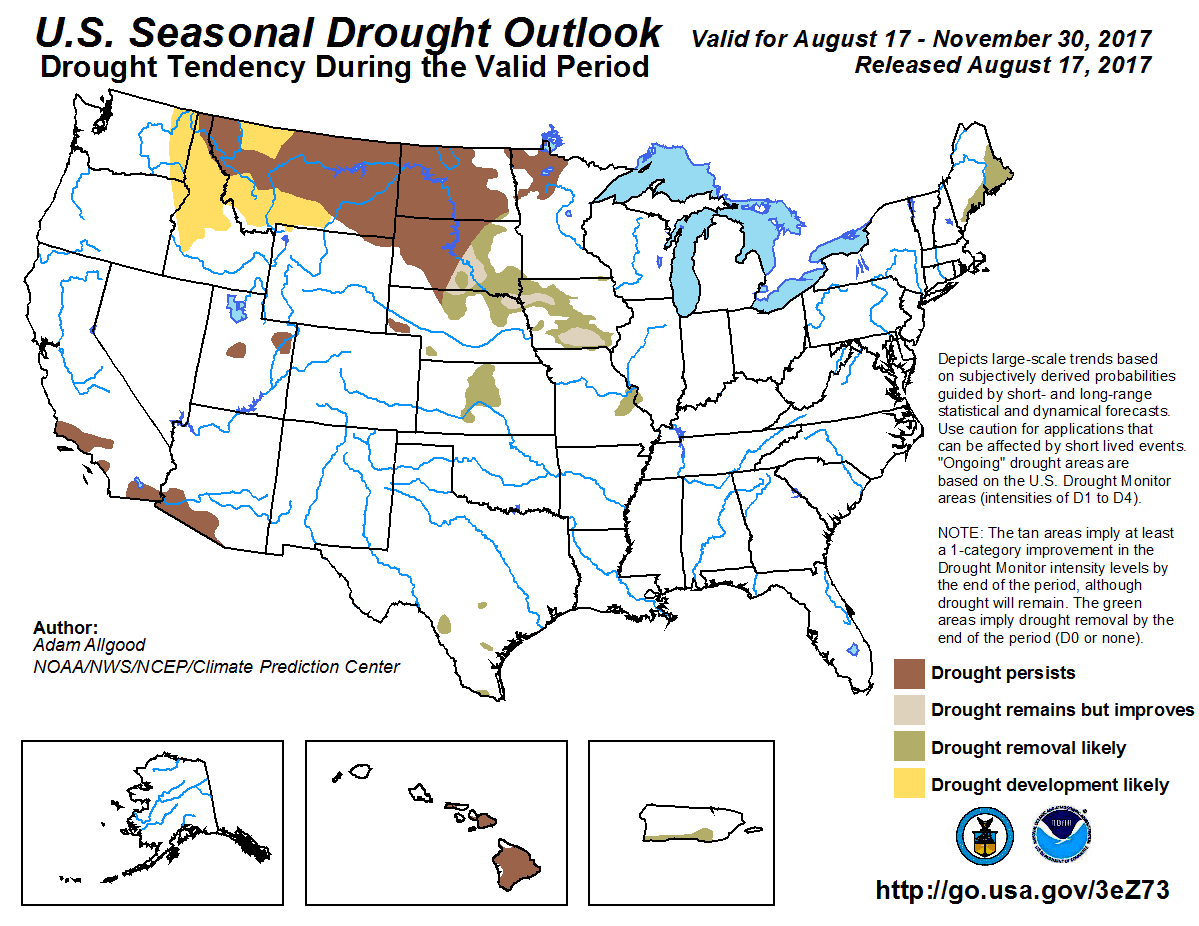 U.S. Seasonal Drought Outlook
Drought Tendency During the Valid Period
Valid for August 17 - November 30, 2017
Released August 17, 2017
Depicts large-scale trends based
on subjectively derived probabilities
guided by short- and long-range
statistical and dynamical forecasts.
Use caution for applications that
can be affected by short lived events.
"Ongoing" drought areas are
based on the U.S. Drought Monitor
areas (intensities of D1 to D4).
NOTE: The tan areas imply at least
a 1-category improvement in the
Drought Monitor intensity levels by
the end of the period, although
drought will remain. The green
areas imply drought removal by the
end of the period (D0 or none).
Author:
Adam Allgood
NOAA/NWS/NCEP/Climate Prediction Center
Drought persists
Drought remains but improves
Drought removal likely
Drought development likely
http://go.usa.gov/3eZ73